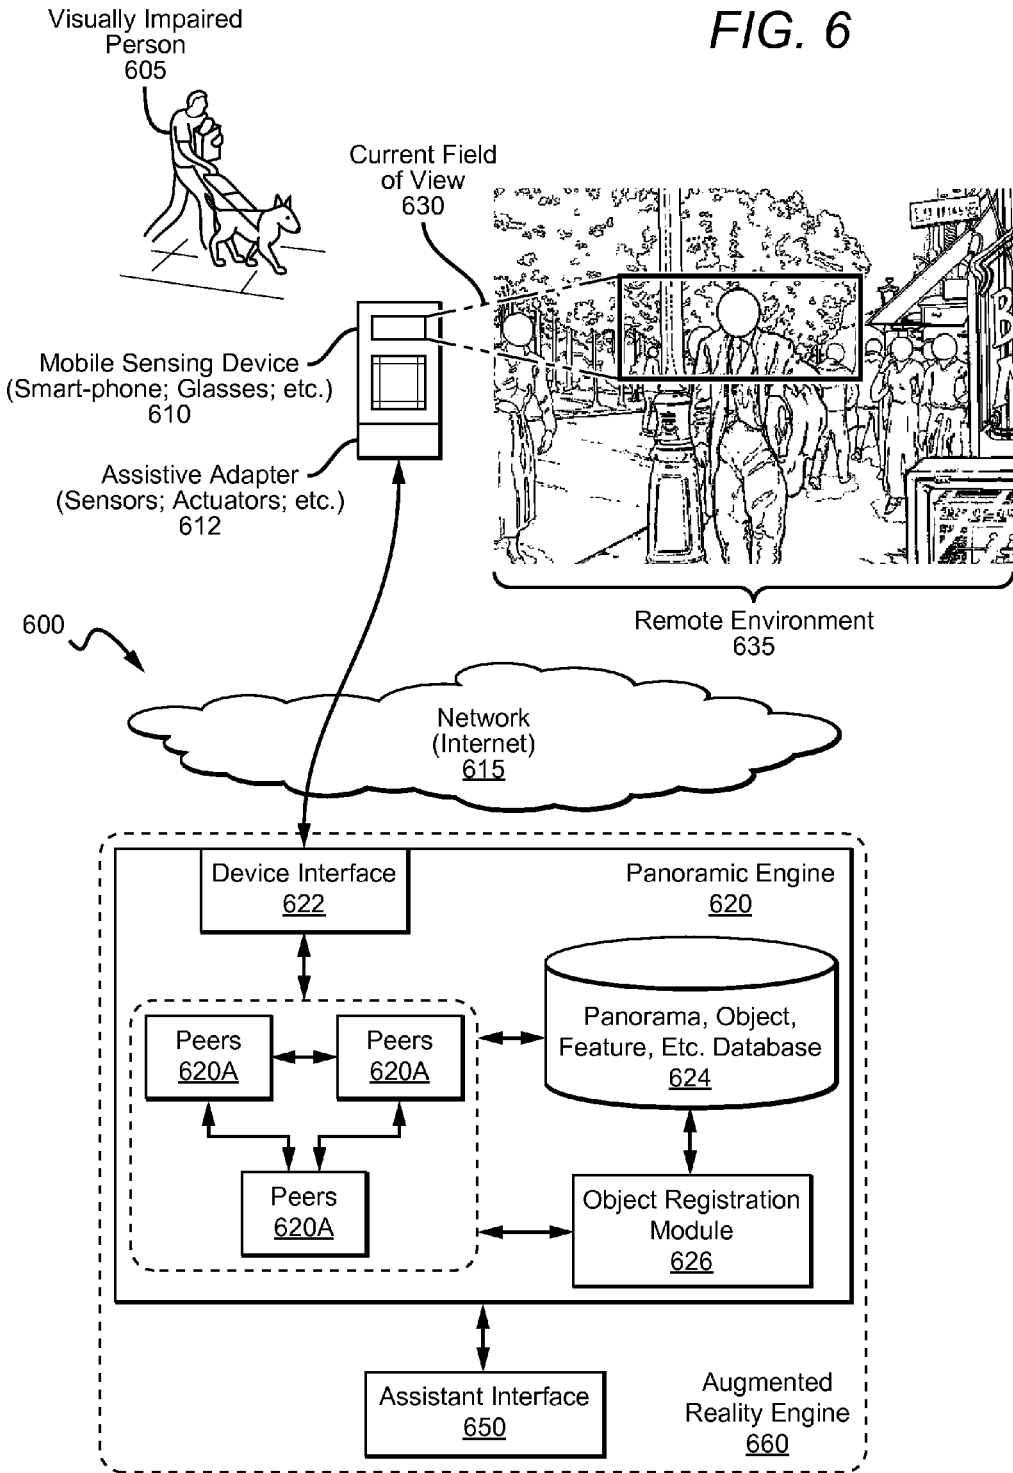 FIG. 6
Visually Impaired
Person
605
Current Field
of View
630
Mobile Sensing Device
(Smart-phone; Glasses; etc.)
610
Assistive Adapter
(Sensors; Actuators; etc.)
612
B
Remote Environment
635
600
Network
(Internet)
615
Device Interface
622
Panoramic Engine
620
Peers
620A
Peers
620A
Peers
620A
Panorama, Object,
Feature, Etc. Database
624
Object Registration
Module
626
Assistant Interface
650
Augmented
Reality Engine
660